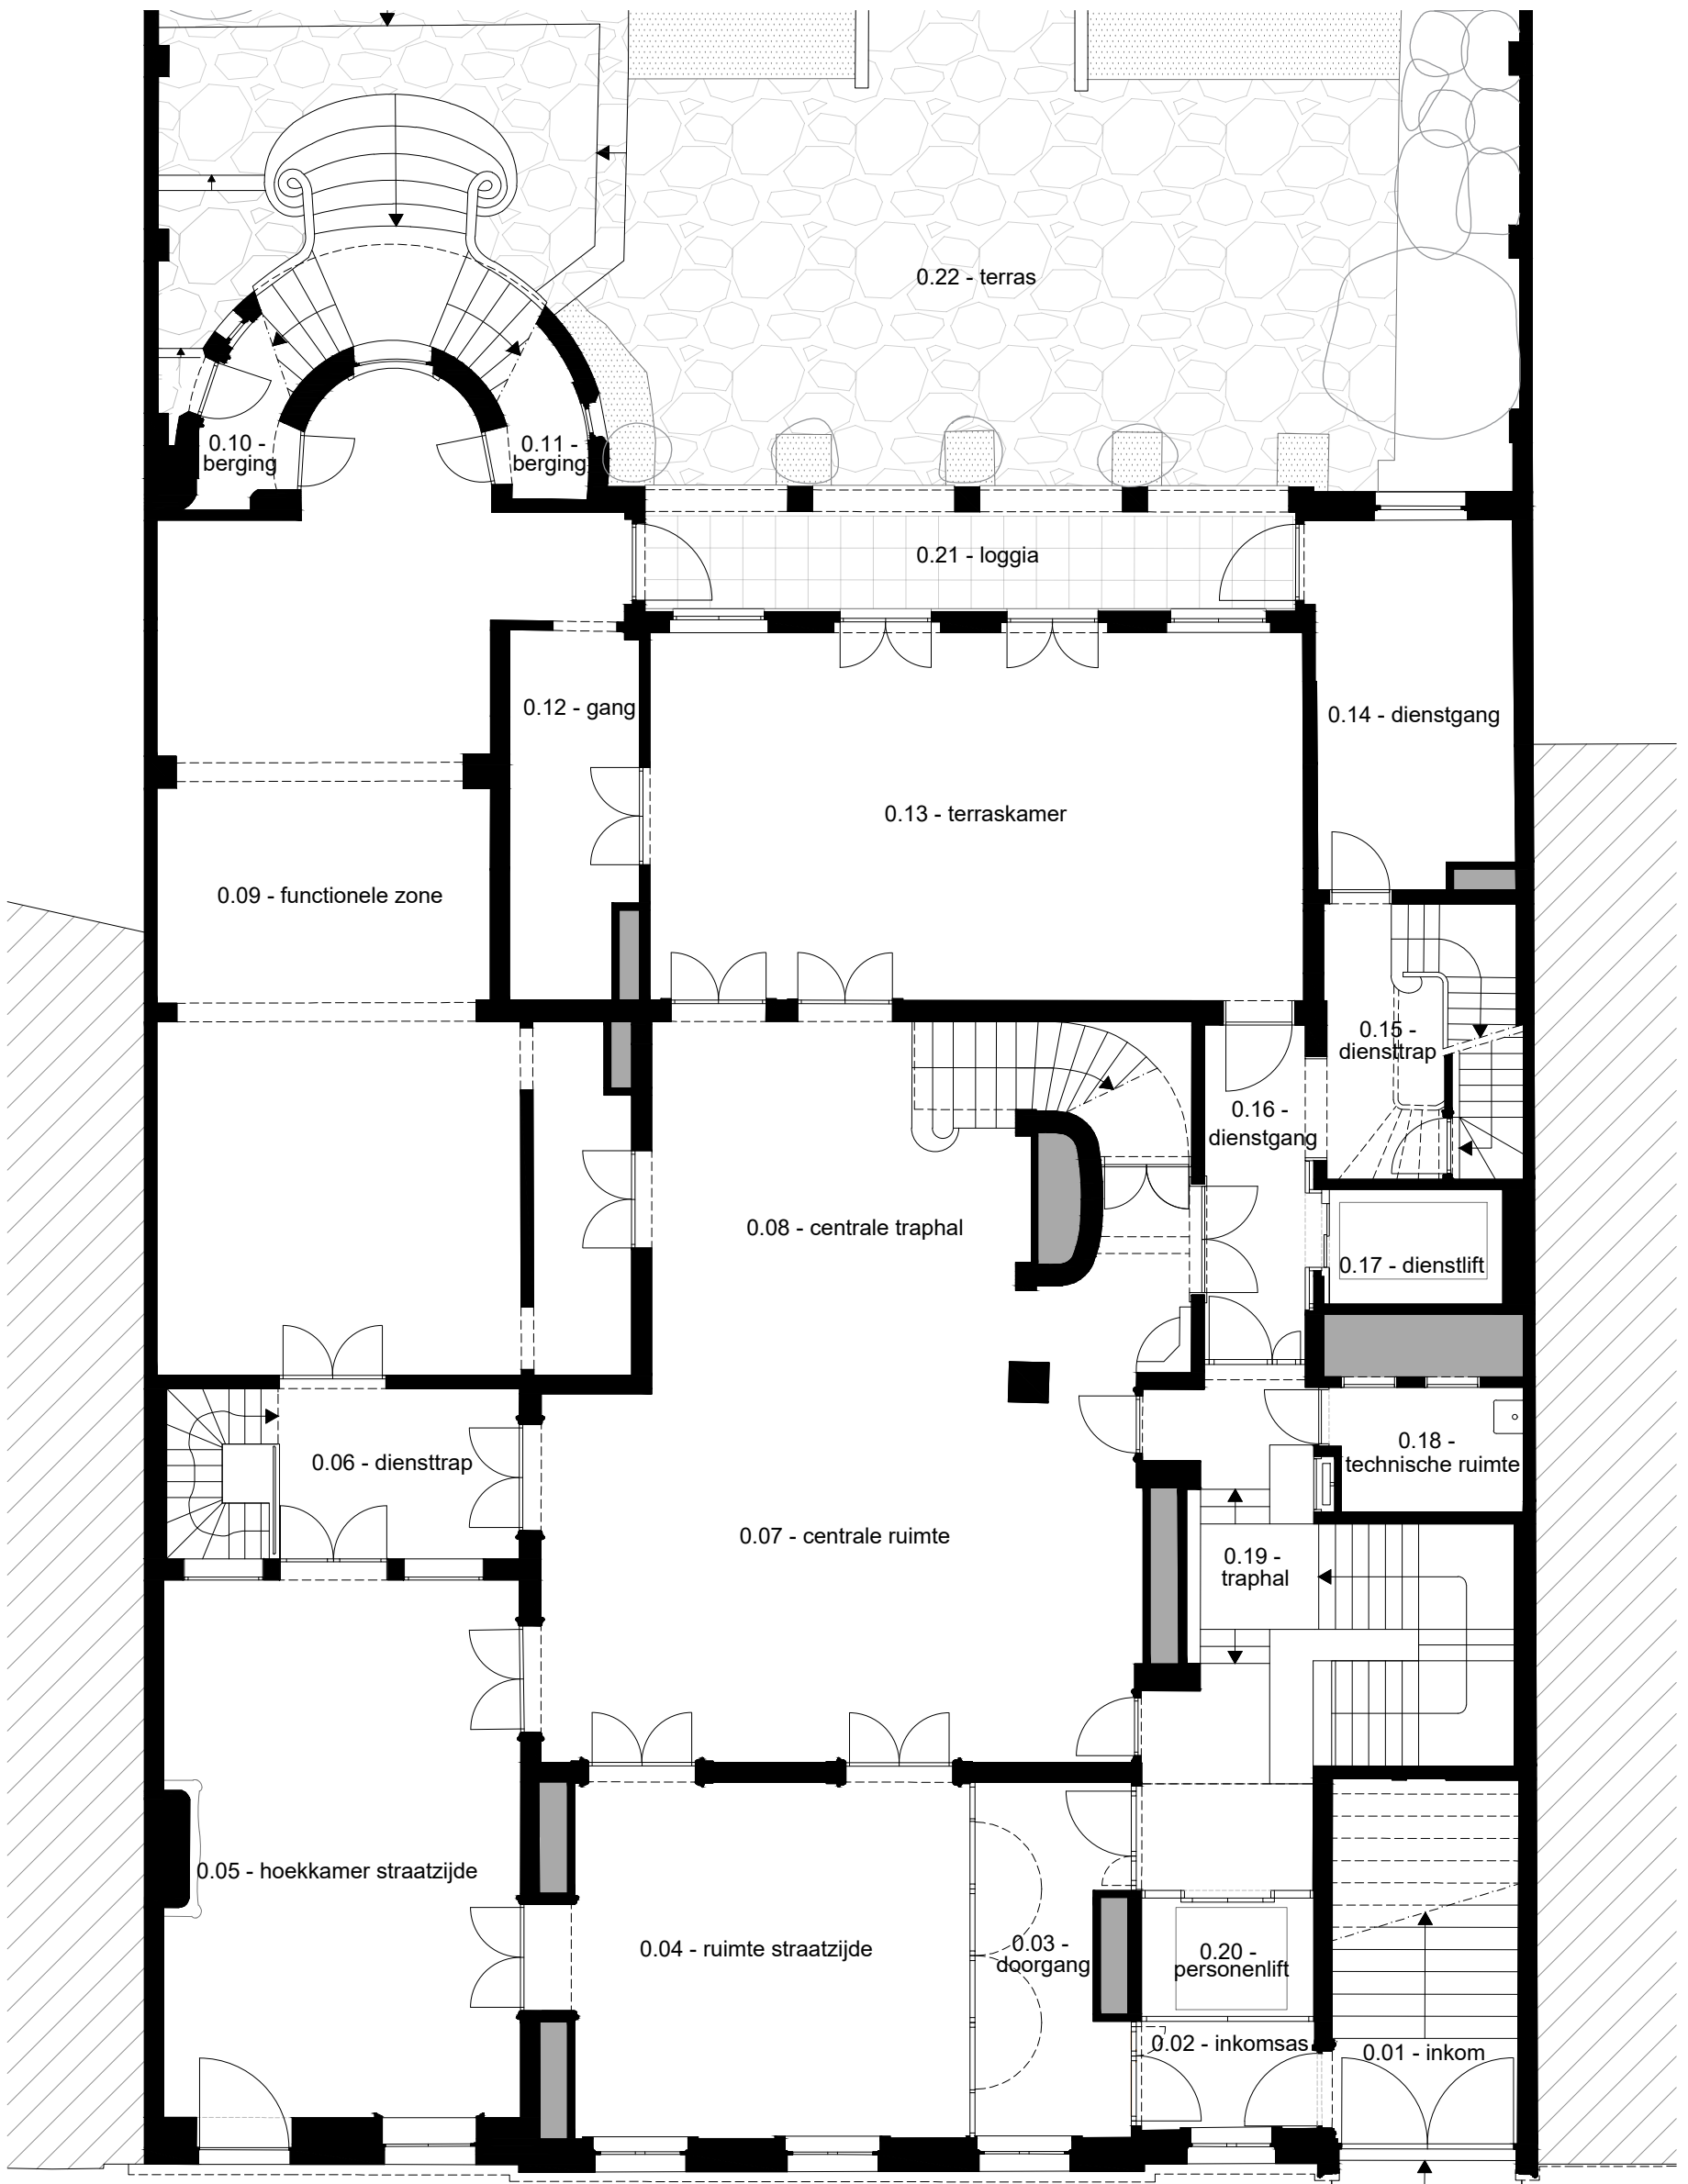 0.22 - terras
0.10 -
berging
0.11 -
berging
0.21 - loggia
0.12 - gang
0.14 - dienstgang
0.13 - terraskamer
0.09 - functionele zone
0.15 -
diensttrap
0.16 -
dienstgang
0.08 - centrale traphal
0.17 - dienstlift
0.18 -
technische ruimte
0.06 - diensttrap
0.07 - centrale ruimte
0.19 -
traphal
0.05 - hoekkamer straatzijde
0.04 - ruimte straatzijde
0.03 -
doorgang
0.20 -
personenlift
0.02 - inkomsas
0.01 - inkom